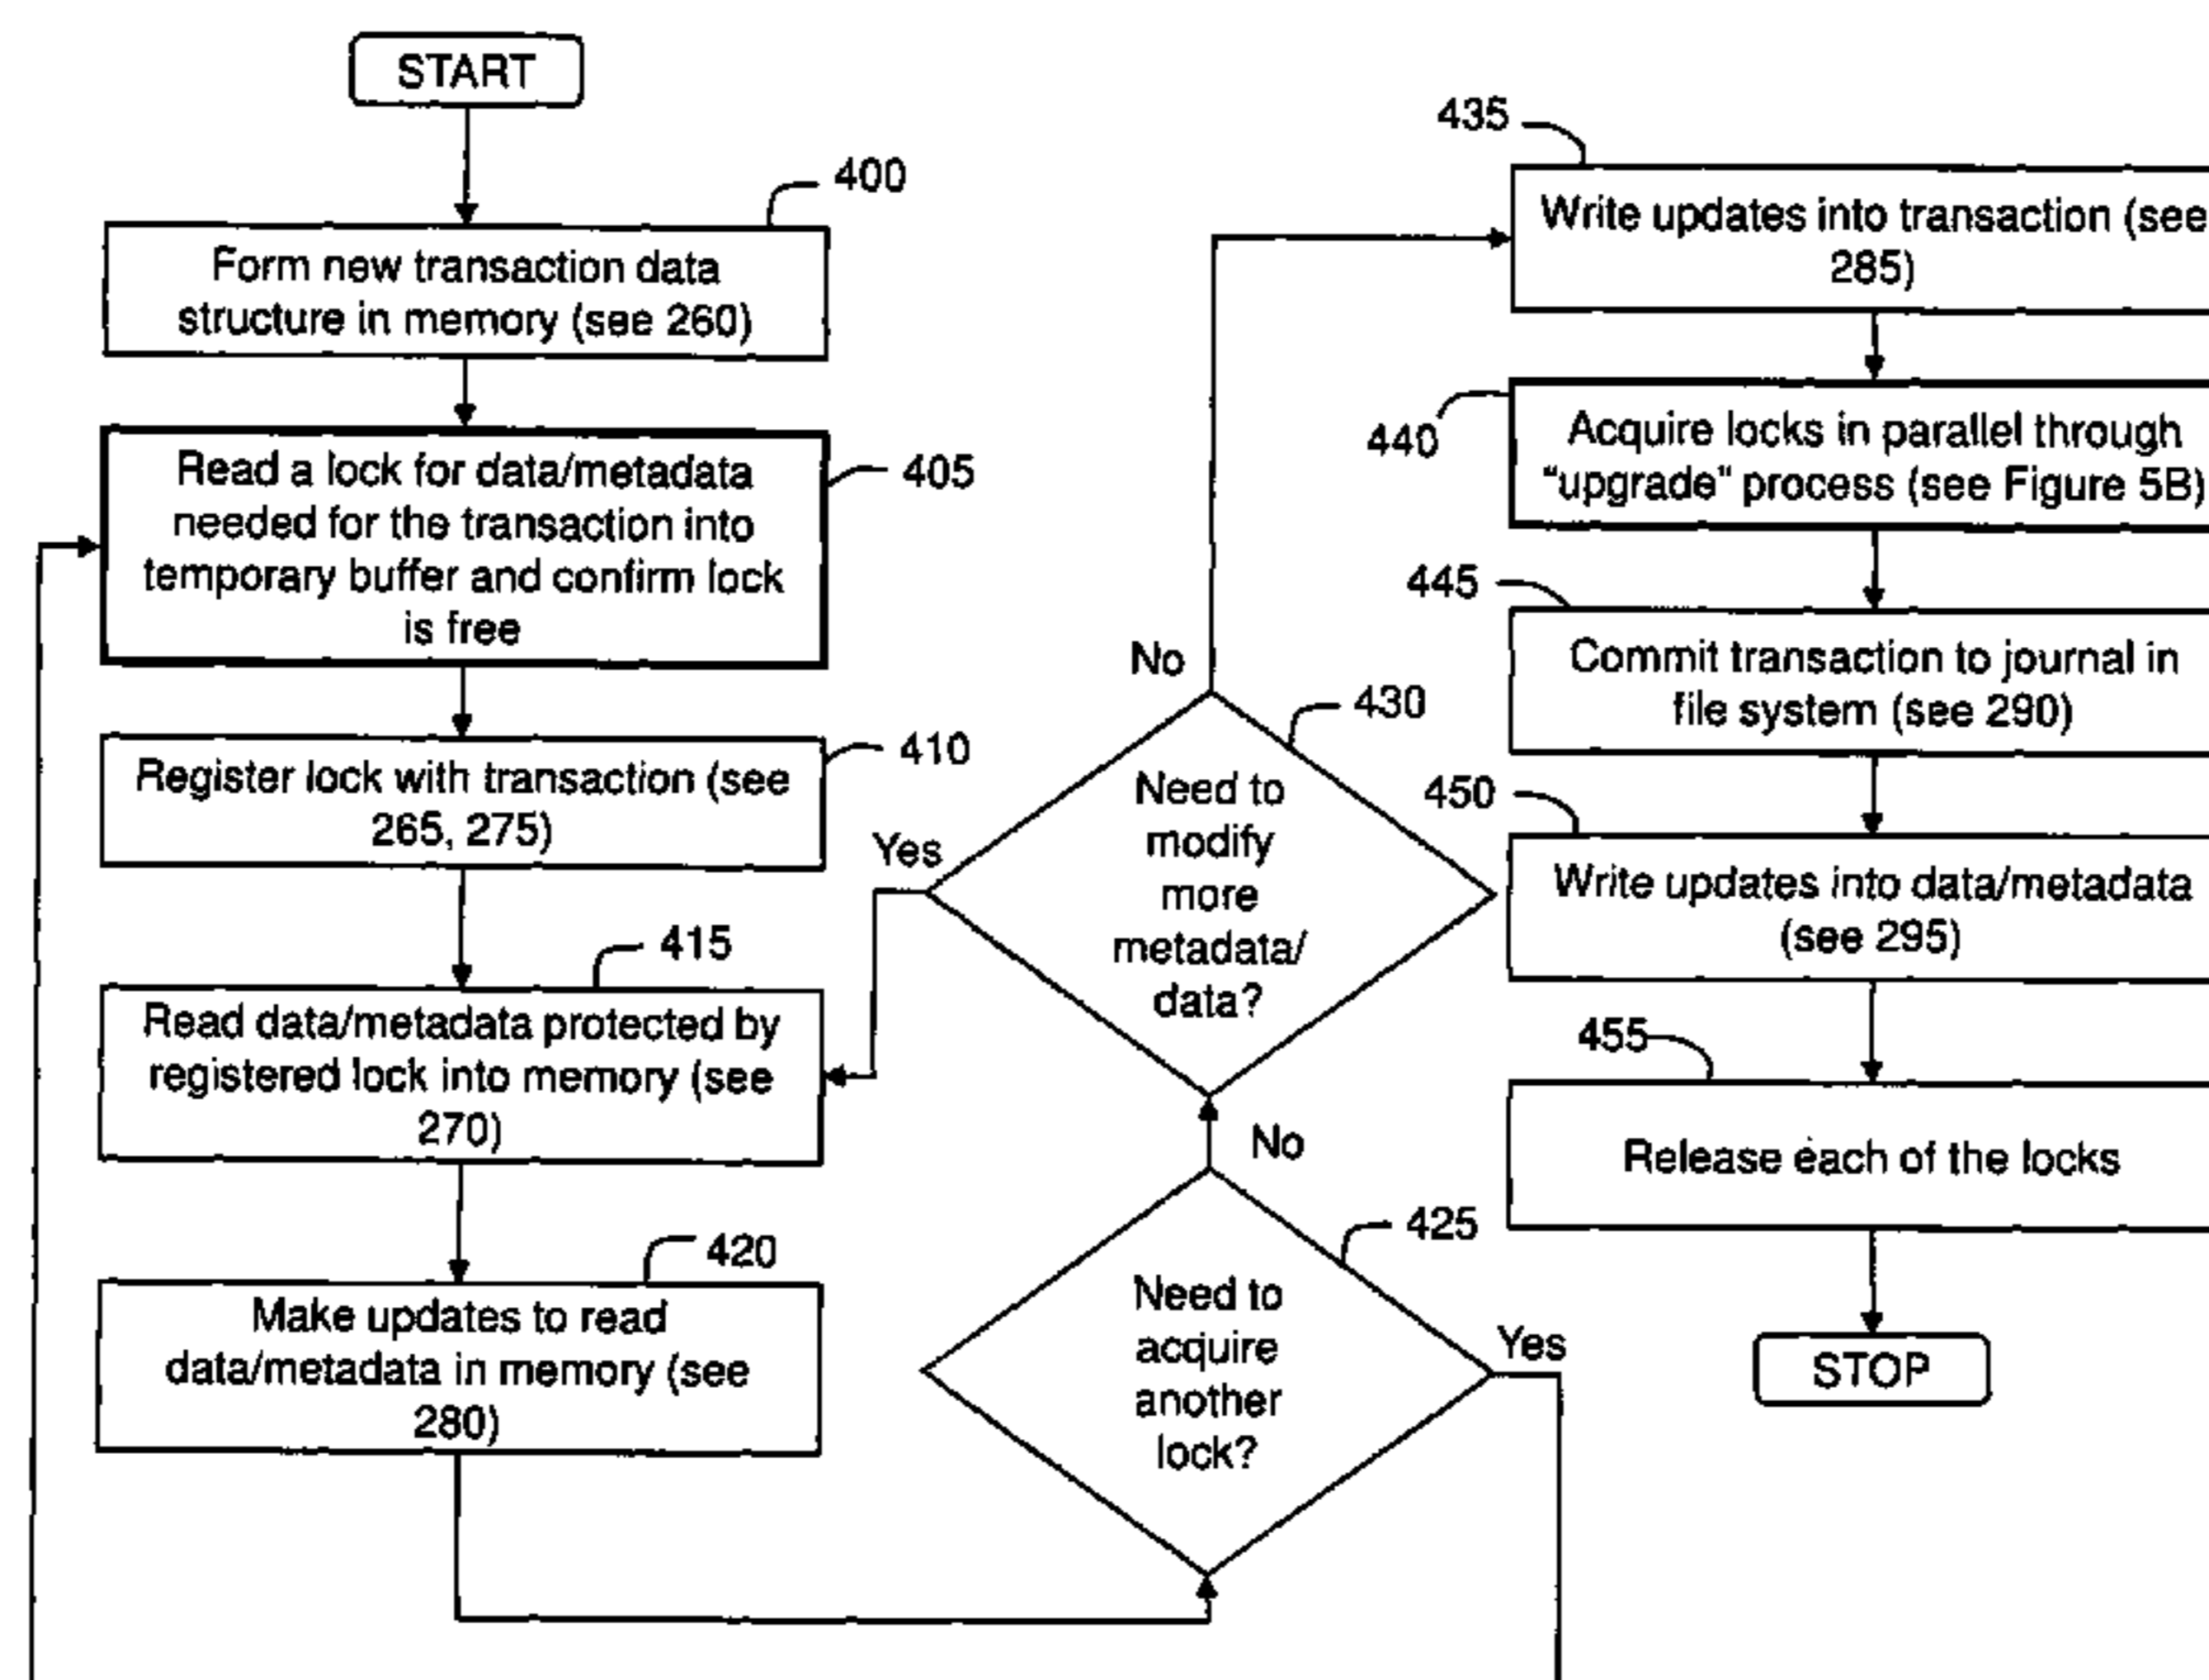 START
400
Form new transaction data
structure in memory (see 260)
405
Read a lock for data/metadata
needed for the transaction into
temporary buffer and confirm lock
is free
410
Register lock with transaction (see
265, 275)
415
Read data/metadata protected by
registered lock into memory (see
270)
420
Make updates to read
data/metadata in memory (see
280)
425
Need to
acquire
another
lock?
Yes
No
430
Need to
modify
more
metadata/
data?
Yes
No
435
Write updates into transaction (see
285)
440
Acquire locks in parallel through
“upgrade” process (see Figure 5B)
445
Commit transaction to journal in
file system (see 290)
450
Write updates into data/metadata
(see 295)
455
Release each of the locks
STOP